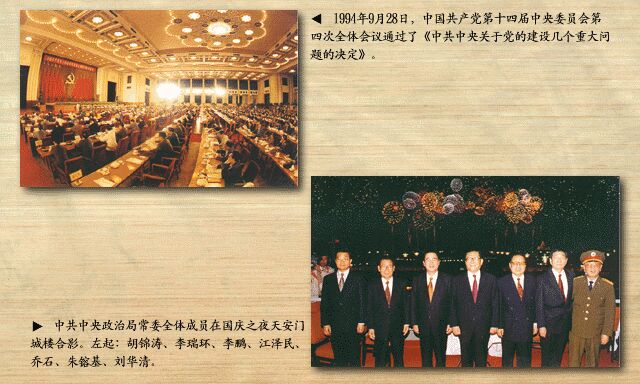 ◀ 1994年9月28日，中国共产党第十四届中央委员会第
四次全体会议通过了《中共中央关于党的建设几个重大问
题的决定》。
▶ 中共中央政治局常委全体成员在国庆之夜天安门
城楼合影。左起：胡锦涛、李瑞环、李鹏、江泽民、
乔石、朱镕基、刘华清。